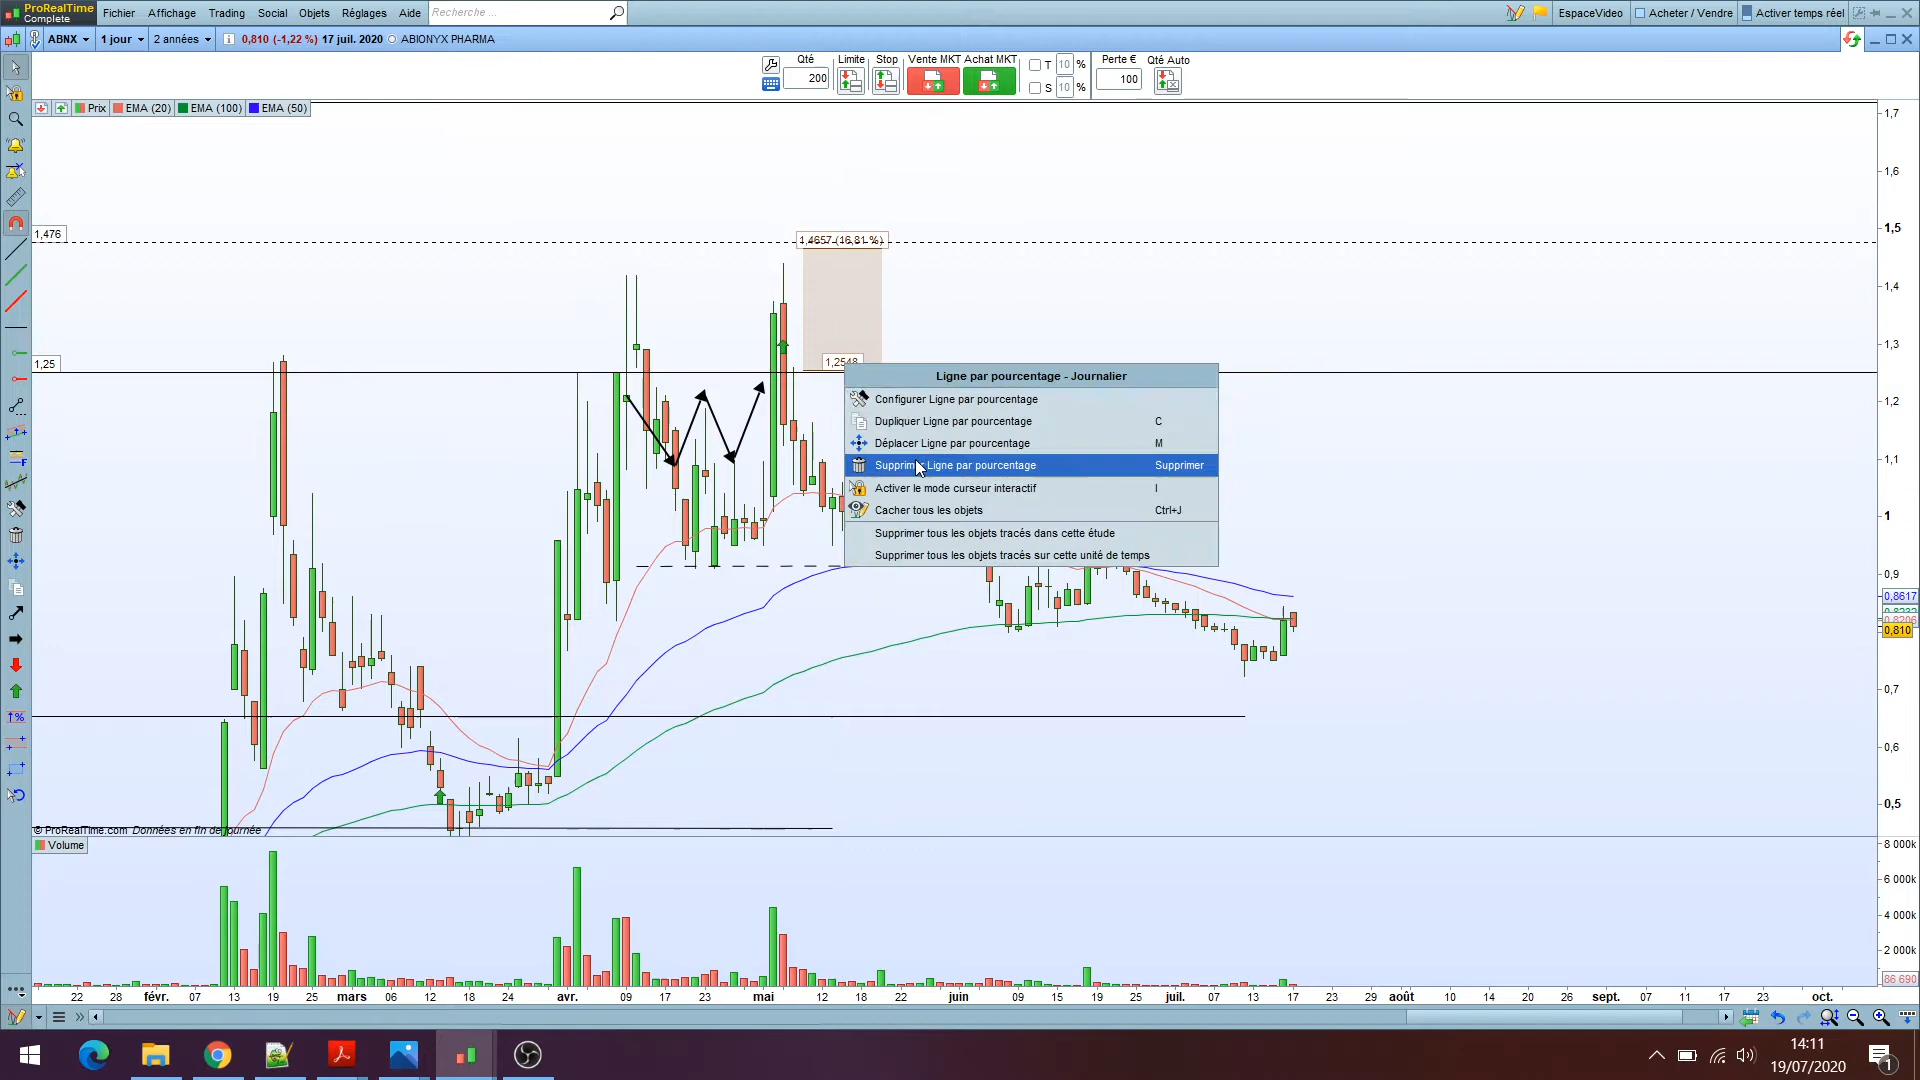 ProRealTime
Complete
Fichier Affichage Trading Social Objets Réglages Aide Recherche ... EspaceVideo Acheter / Vendre Activer temps réel
ABNX 1 jour 2 années 0,810 (-1,22 %) 17 juil. 2020 ABIONYX PHARMA
Qté Limite Stop Vente MKT Achat MKT T 10 % Perte € Qté Auto
200 S 10 % 100
Prix EMA (20) EMA (100) EMA (50)
1,7
1,6
1,476 1,4657 (16,81 %) 1,5
1,4
1,3
1,25 1,2548
Ligne par pourcentage - Journalier
Configurer Ligne par pourcentage
1,2
Dupliquer Ligne par pourcentage C
Déplacer Ligne par pourcentage M
1,1
Supprimer Ligne par pourcentage Supprimer
Activer le mode curseur interactif I
Cacher tous les objets Ctrl+J
1
Supprimer tous les objets tracés dans cette étude
Supprimer tous les objets tracés sur cette unité de temps
0,9
0,8617
0,8206
0,810
0,7
0,6
0,5
© ProRealTime.com Données en fin de journée
Volume
8 000k
6 000k
4 000k
2 000k
86 690
22 28 févr. 07 13 19 25 mars 06 12 18 24 avr. 09 17 23 mai 12 18 22 juin 09 15 19 25 juil. 07 13 17 23 29 août 10 14 20 26 sept. 07 11 17 23 oct.
14:11
19/07/2020
1